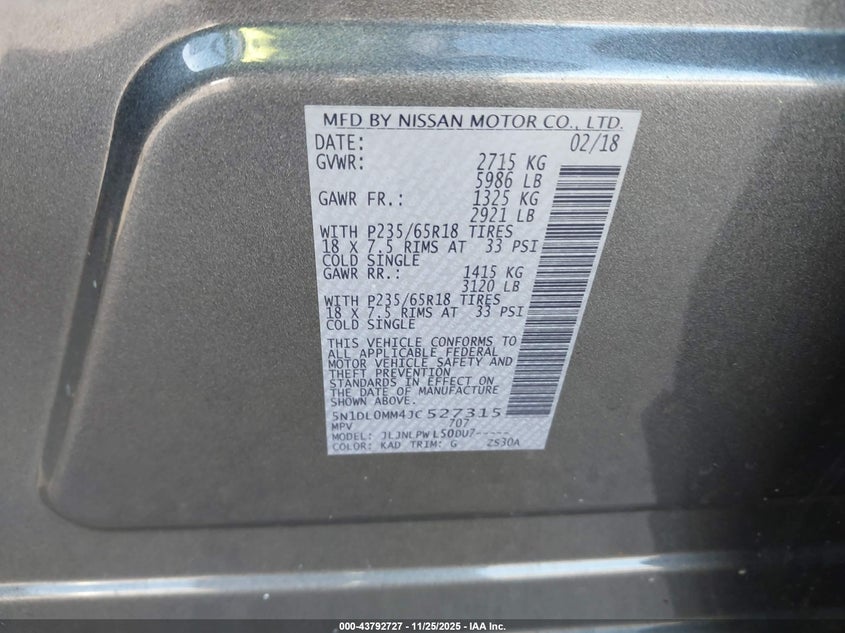 MFD BY NISSAN MOTOR CO., LTD.
DATE: 02/18
GVWR: 2715 KG
5986 LB
GAWR FR.: 1325 KG
2921 LB
WITH P235/65R18 TIRES
18 X 7.5 RIMS AT 33 PSI
COLD SINGLE
GAWR RR.: 1415 KG
3120 LB
WITH P235/65R18 TIRES
18 X 7.5 RIMS AT 33 PSI
COLD SINGLE
THIS VEHICLE CONFORMS TO
ALL APPLICABLE FEDERAL
MOTOR VEHICLE SAFETY AND
THEFT PREVENTION
STANDARDS IN EFFECT ON
THE DATE OF MANUFACTURE
SHOWN ABOVE.
5N1DL0MM4JC527315
MPV 707
MODEL: JLJNLPWL50DU7-----
COLOR: KAD TRIM: G ZS30A
000-43792727 - 11/25/2025 - IAA Inc.